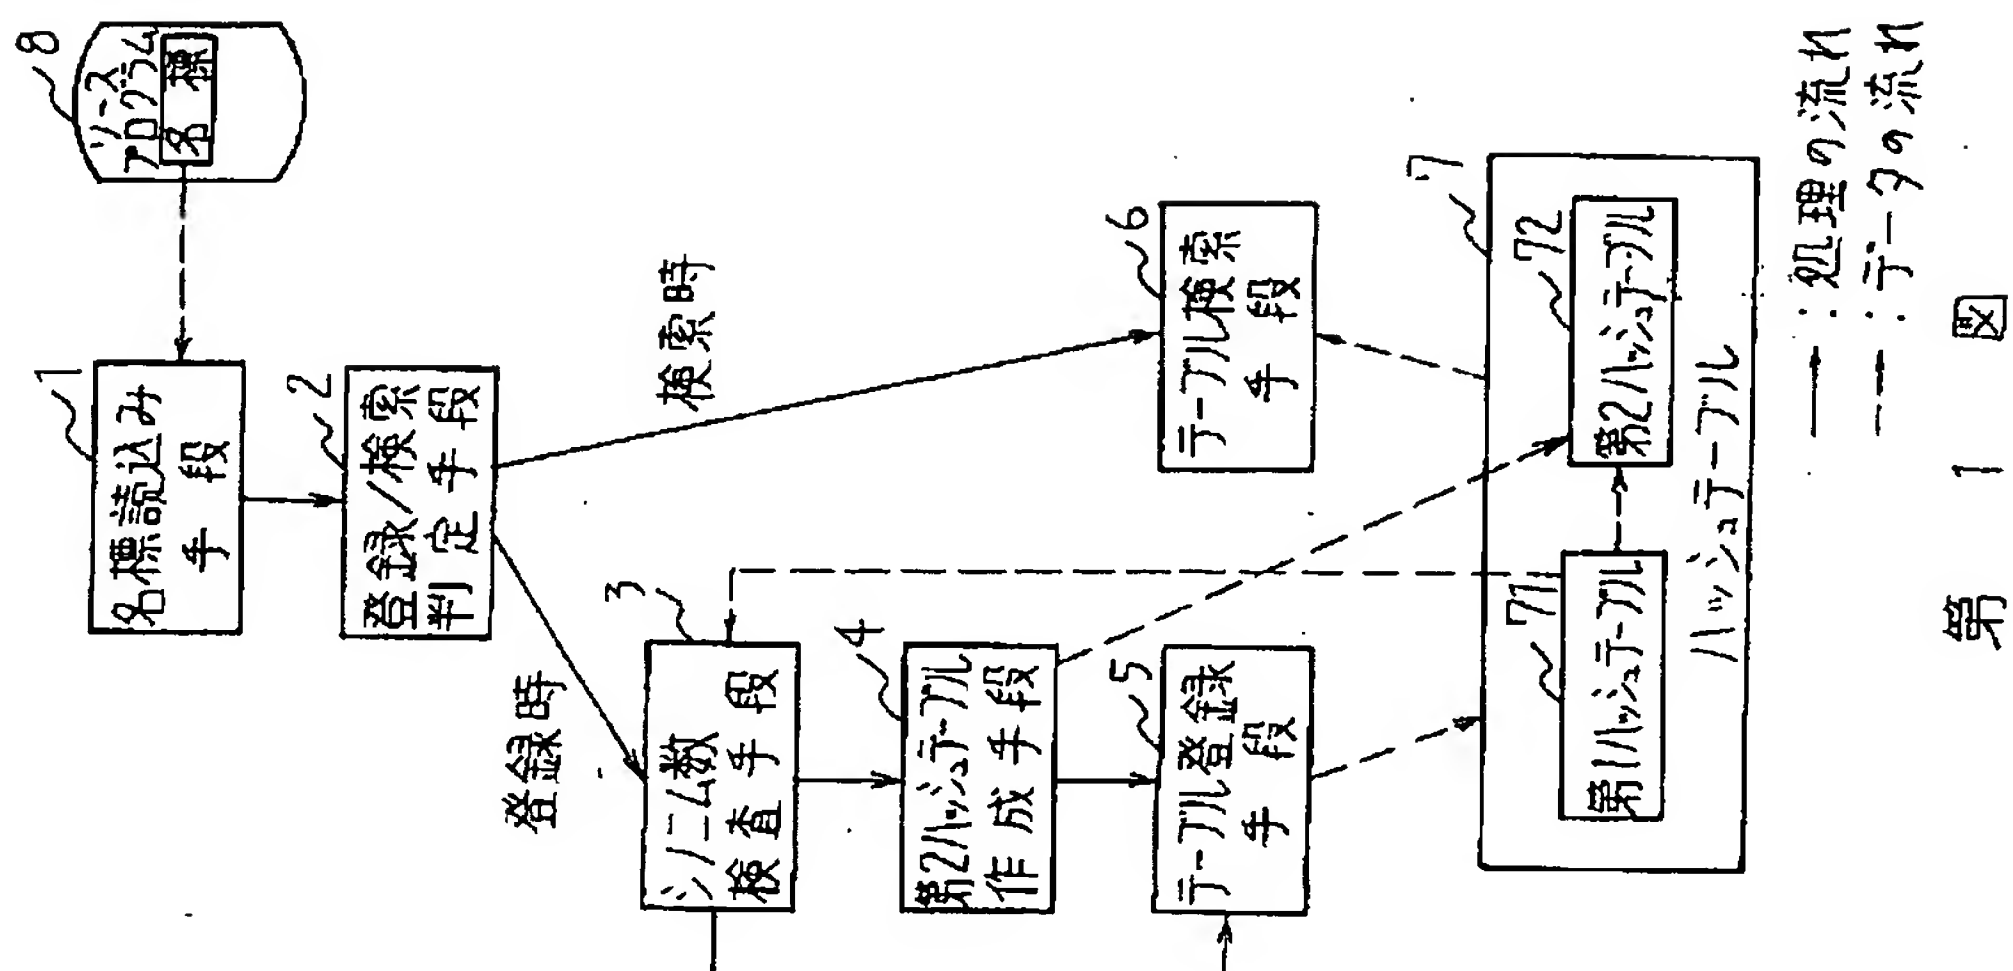 8
ソース
プログラム
名標
1
名標読込み
手段
2
登録/検索
判定手段
登録時
検索時
3
シノニム数
検査手段
4
第2ハッシュテーブル
作成手段
5
テーブル登録
手段
6
テーブル検索
手段
7
71
第1ハッシュテーブル
72
第2ハッシュテーブル
ハッシュテーブル
:処理の流れ
:データの流れ
第 1 図